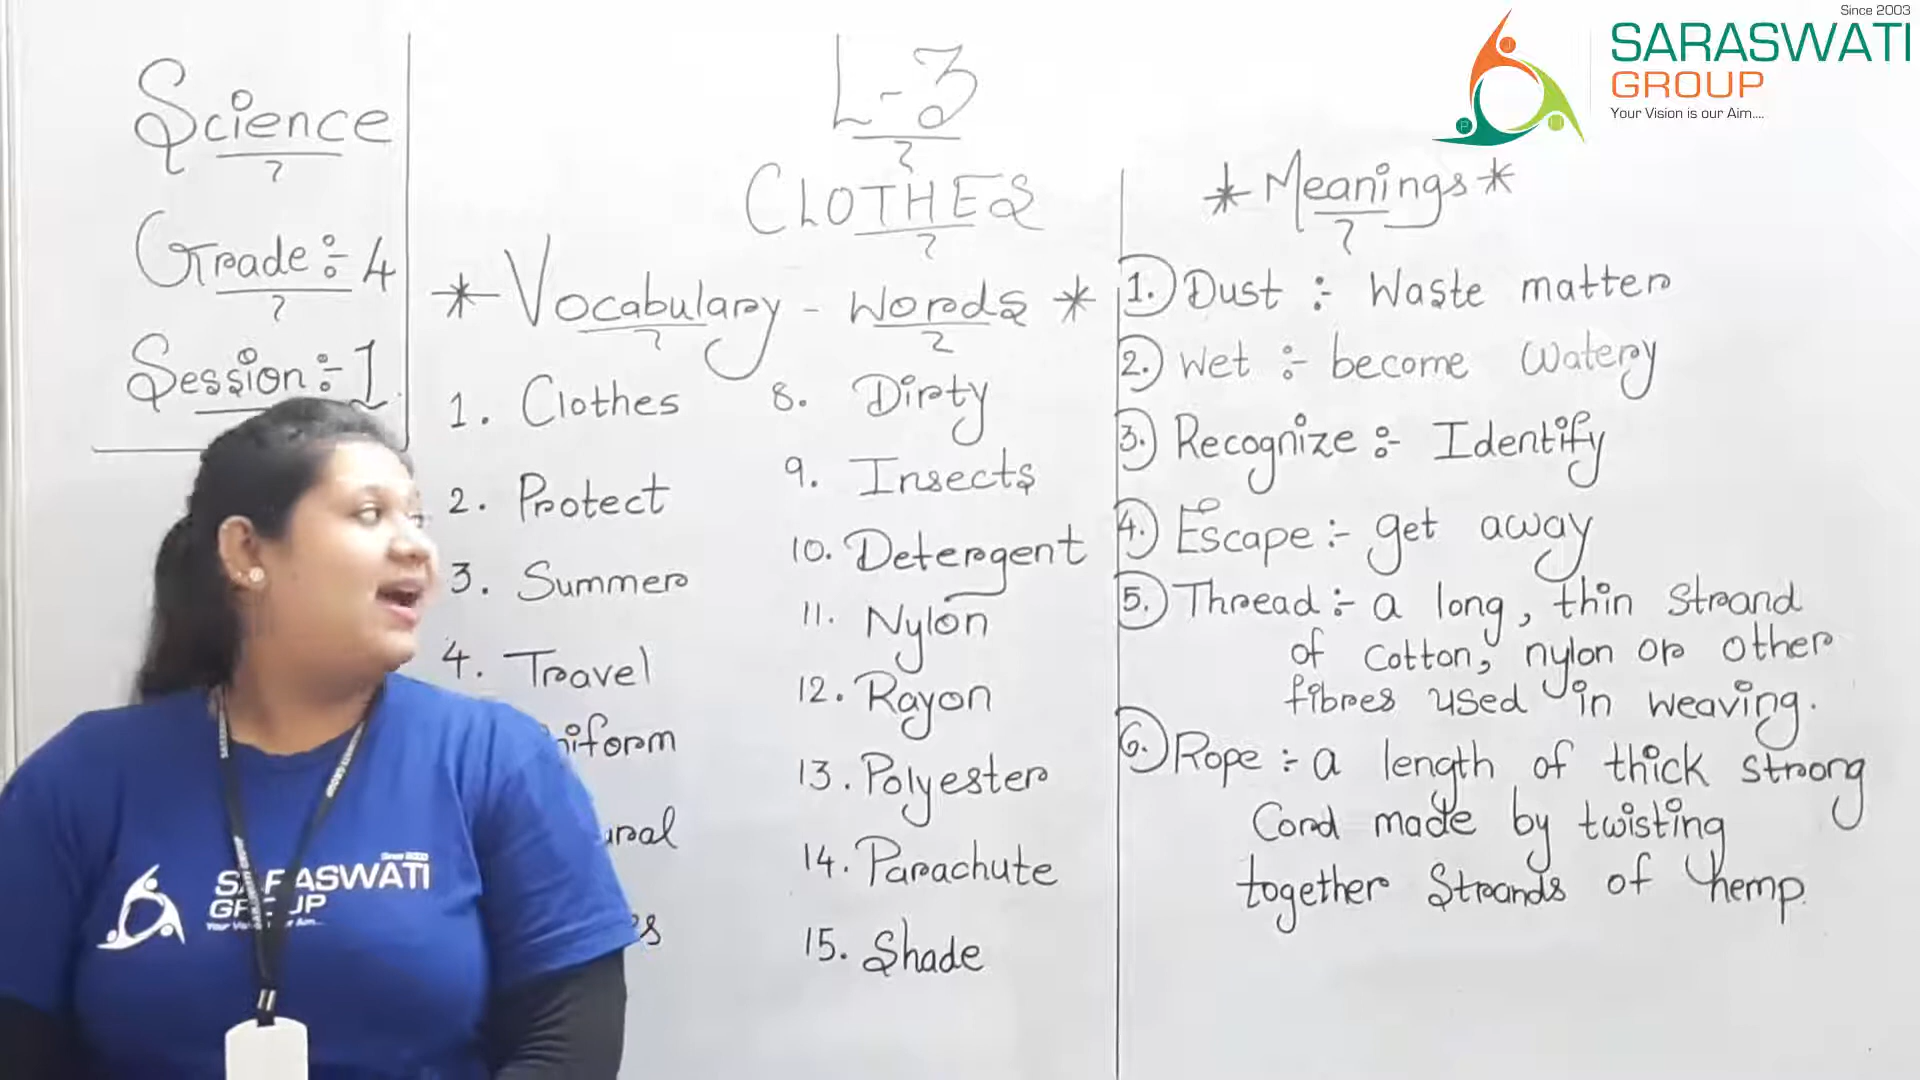 Since 2003
SARASWATI
GROUP
Your Vision is our Aim....
Science
Grade :- 4
Session :- 1
L-3
CLOTHES
* Vocabulary - Words *
1. Clothes
2. Protect
3. Summer
4. Travel
8. Dirty
9. Insects
10. Detergent
11. Nylon
12. Rayon
13. Polyester
14. Parachute
15. Shade
* Meanings *
1. Dust :- Waste matter
2. Wet :- become Watery
3. Recognize :- Identify
4. Escape :- get away
5. Thread :- a long, thin Strand
of Cotton, nylon or other
fibres used in weaving.
6. Rope :- a length of thick strong
Cord made by twisting
together Strands of hemp.
Since 2003
SARASWATI
GROUP